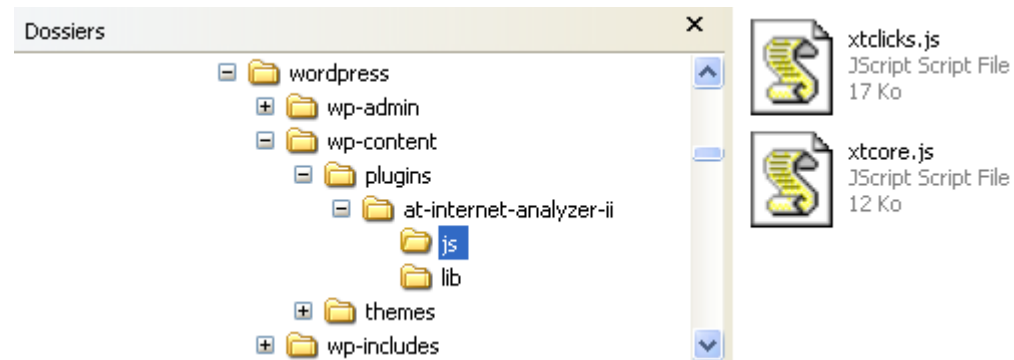 Dossiers
wordpress
wp-admin
wp-content
plugins
at-internet-analyzer-ii
js
lib
themes
wp-includes
xtclicks.js
JScript Script File
17 Ko
xtcore.js
JScript Script File
12 Ko